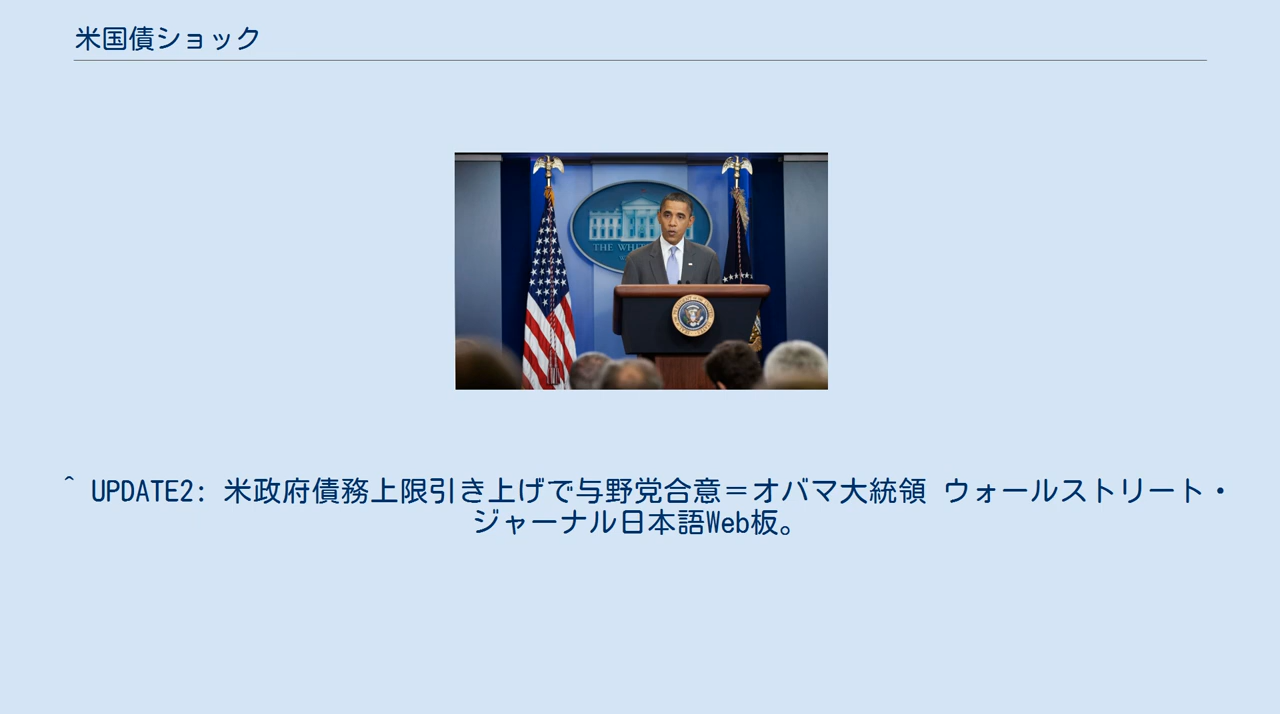 米国債ショック
THE WHI
^ UPDATE2: 米政府債務上限引き上げで与野党合意＝オバマ大統領 ウォールストリート・
ジャーナル日本語Web板。